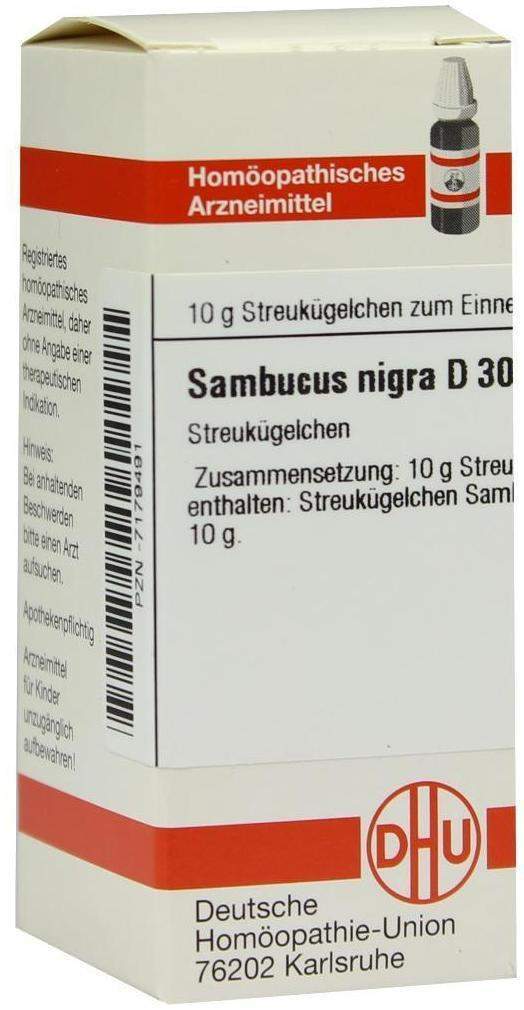 Homöopathisches
Arzneimittel
10 g Streukügelchen zum Einne
Sambucus nigra D 30
Streukügelchen
Zusammensetzung: 10 g Streu
enthalten: Streukügelchen Sam
10 g.
DHU
Deutsche
Homöopathie-Union
76202 Karlsruhe
Registriertes
homöopathisches
Arzneimittel, daher
ohne Angabe einer
therapeutischen
Indikation.
Hinweis:
Bei anhaltenden
Beschwerden
bitte einen Arzt
aufsuchen.
Apothekenpflichtig
Arzneimittel
für Kinder
unzugänglich
aufbewahren!
PZN -7179491